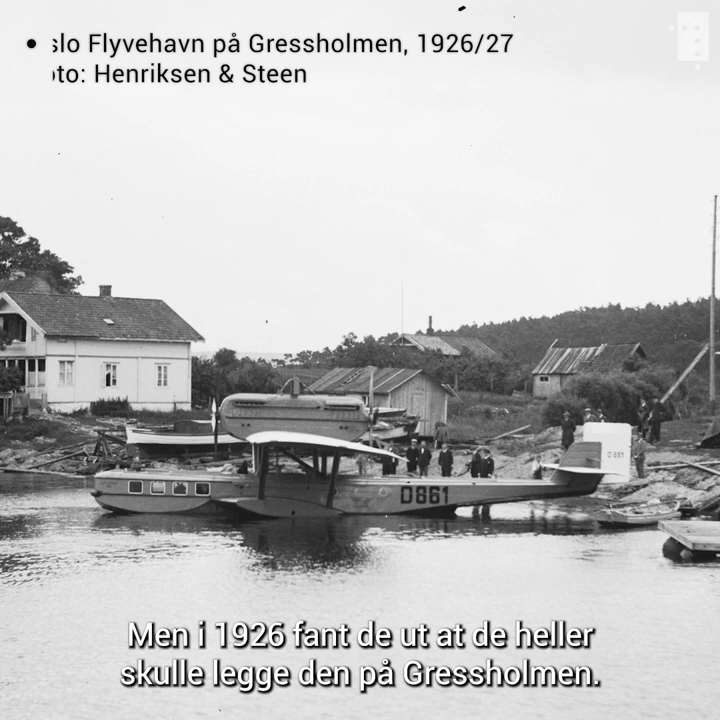 slo Flyvehavn på Gressholmen, 1926/27
oto: Henriksen & Steen
D861
D 861
Men i 1926 fant de ut at de heller
skulle legge den på Gressholmen.